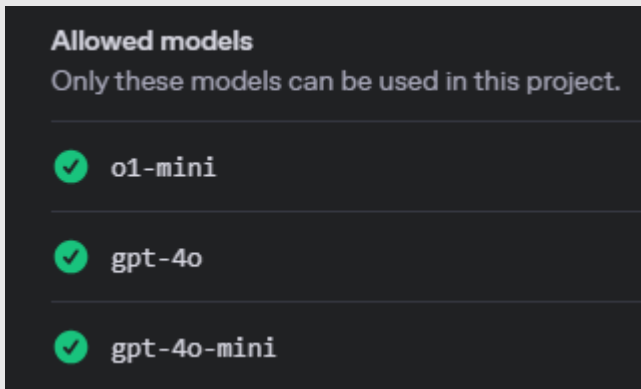 Allowed models
Only these models can be used in this project.
o1-mini
gpt-4o
gpt-4o-mini